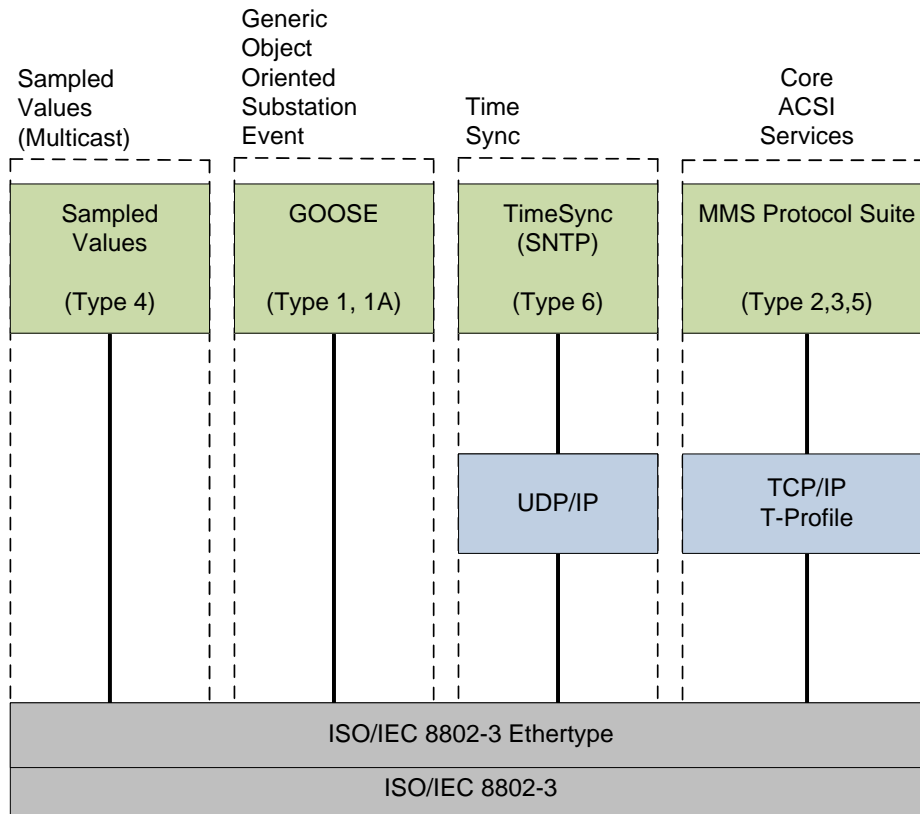 Sampled
Values
(Multicast)
Generic
Object
Oriented
Substation
Event
Time
Sync
Core
ACSI
Services
Sampled
Values
(Type 4)
GOOSE
(Type 1, 1A)
TimeSync
(SNTP)
(Type 6)
MMS Protocol Suite
(Type 2,3,5)
UDP/IP
TCP/IP
T-Profile
ISO/IEC 8802-3 Ethertype
ISO/IEC 8802-3